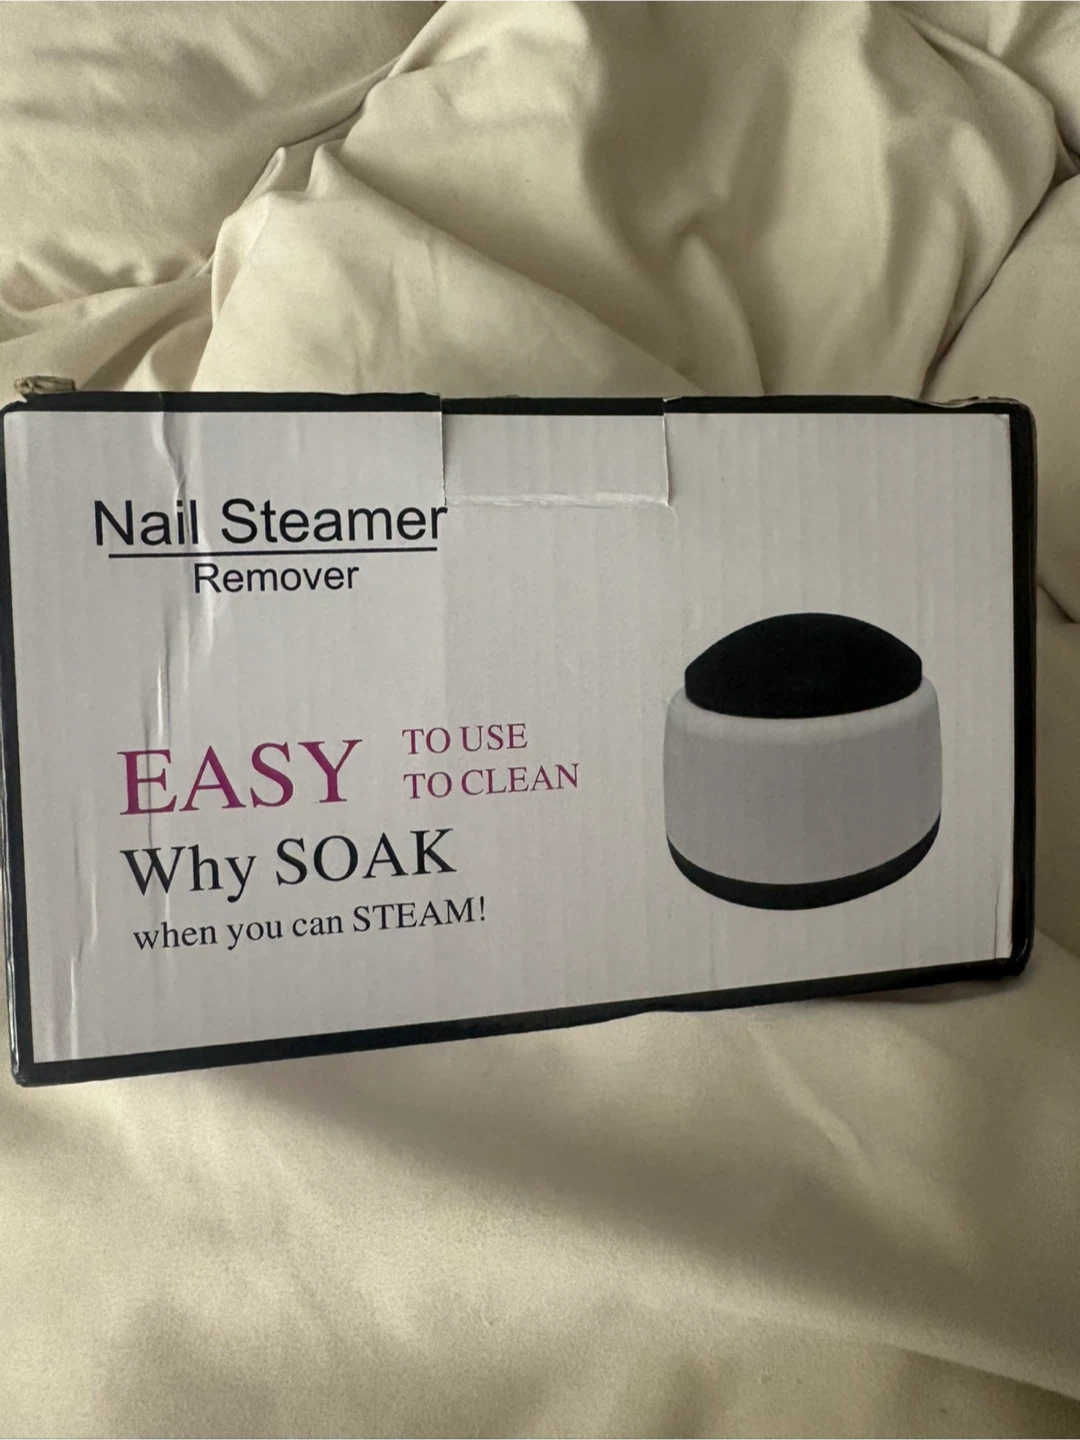 Nail Steamer
Remover
EASY TO USE
TO CLEAN
Why SOAK
when you can STEAM!